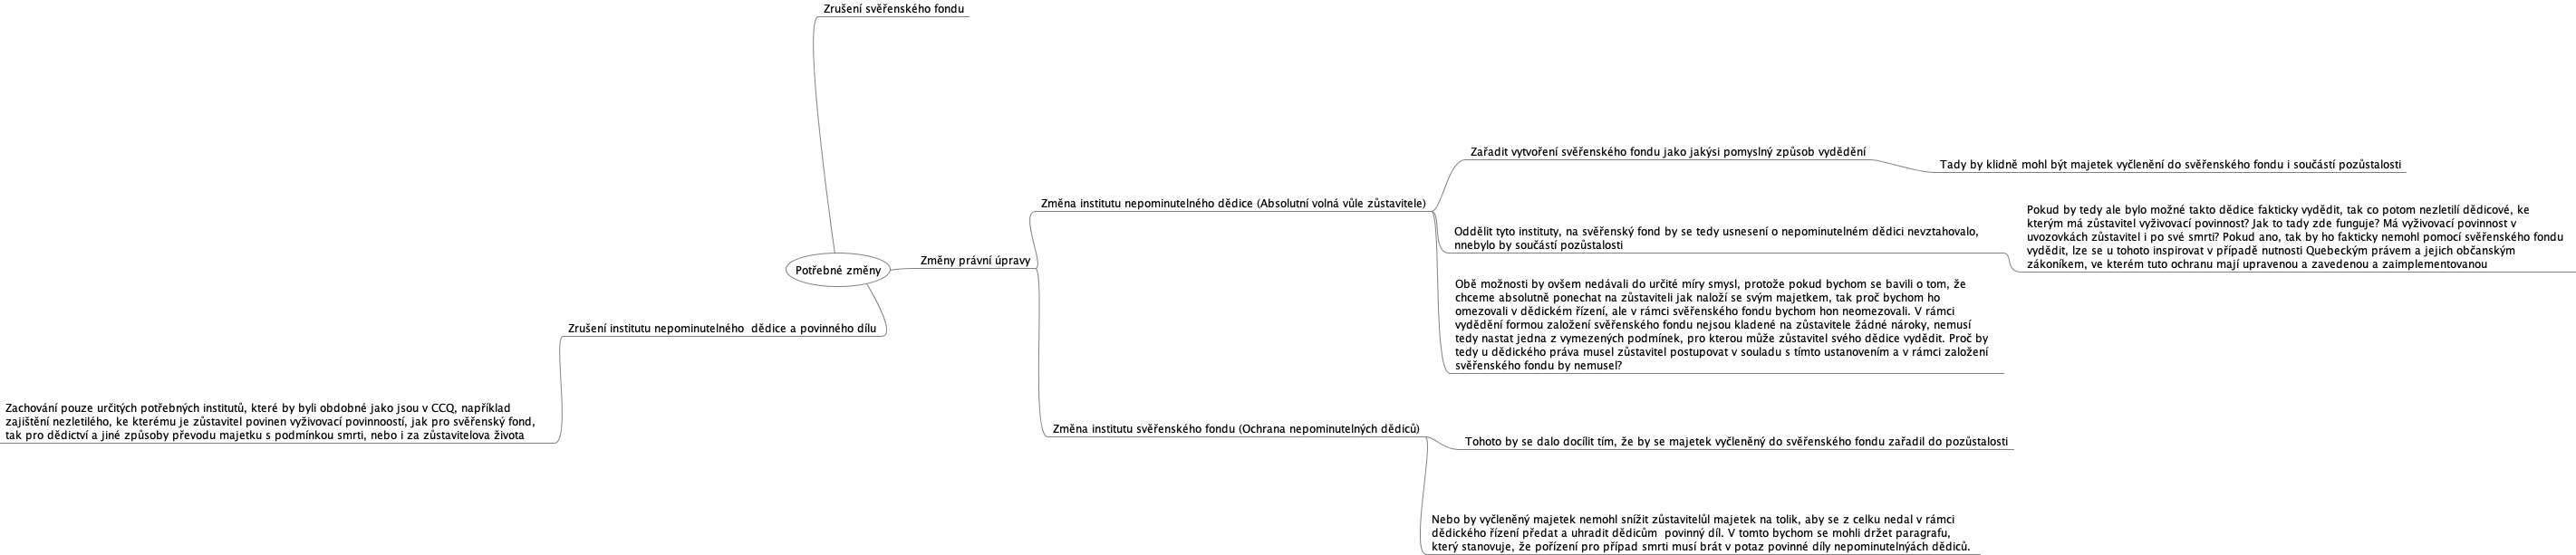 Zrušení svěřenského fondu
Zařadit vytvoření svěřenského fondu jako jakýsi pomyslný způsob vydědění
Tady by klidně mohl být majetek vyčlenění do svěřenského fondu i součástí pozůstalosti
Změna institutu nepominutelného dědice (Absolutní volná vůle zůstavitele)
Pokud by tedy ale bylo možné takto dědice fakticky vydědit, tak co potom nezletilí dědicové, ke
kterým má zůstavitel vyživovací povinnost? Jak to tady zde funguje? Má vyživovací povinnost v
uvozovkách zůstavitel i po své smrti? Pokud ano, tak by ho fakticky nemohl pomocí svěřenského fondu
vydědit, lze se u tohoto inspirovat v případě nutnosti Quebeckým právem a jejich občanským
zákoníkem, ve kterém tuto ochranu mají upravenou a zavedenou a zaimplementovanou
Oddělit tyto instituty, na svěřenský fond by se tedy usnesení o nepominutelném dědici nevztahovalo,
nnebylo by součástí pozůstalosti
Změny právní úpravy
Potřebné změny
Obě možnosti by ovšem nedávali do určité míry smysl, protože pokud bychom se bavili o tom, že
chceme absolutně ponechat na zůstaviteli jak naloží se svým majetkem, tak proč bychom ho
omezovali v dědickém řízení, ale v rámci svěřenského fondu bychom hon neomezovali. V rámci
vydědění formou založení svěřenského fondu nejsou kladené na zůstavitele žádné nároky, nemusí
tedy nastat jedna z vymezených podmínek, pro kterou může zůstavitel svého dědice vydědit. Proč by
tedy u dědického práva musel zůstavitel postupovat v souladu s tímto ustanovením a v rámci založení
svěřenského fondu by nemusel?
Zrušení institutu nepominutelného  dědice a povinného dílu
Zachování pouze určitých potřebných institutů, které by byli obdobné jako jsou v CCQ, například
zajištění nezletilého, ke kterému je zůstavitel povinen vyživovací povinnoostí, jak pro svěřenský fond,
tak pro dědictví a jiné způsoby převodu majetku s podmínkou smrti, nebo i za zůstavitelova života
Změna institutu svěřenského fondu (Ochrana nepominutelných dědiců)
Tohoto by se dalo docílit tím, že by se majetek vyčleněný do svěřenského fondu zařadil do pozůstalosti
Nebo by vyčleněný majetek nemohl snížit zůstavitelůl majetek na tolik, aby se z celku nedal v rámci
dědického řízení předat a uhradit dědicům  povinný díl. V tomto bychom se mohli držet paragrafu,
který stanovuje, že pořízení pro případ smrti musí brát v potaz povinné díly nepominutelnýách dědiců.